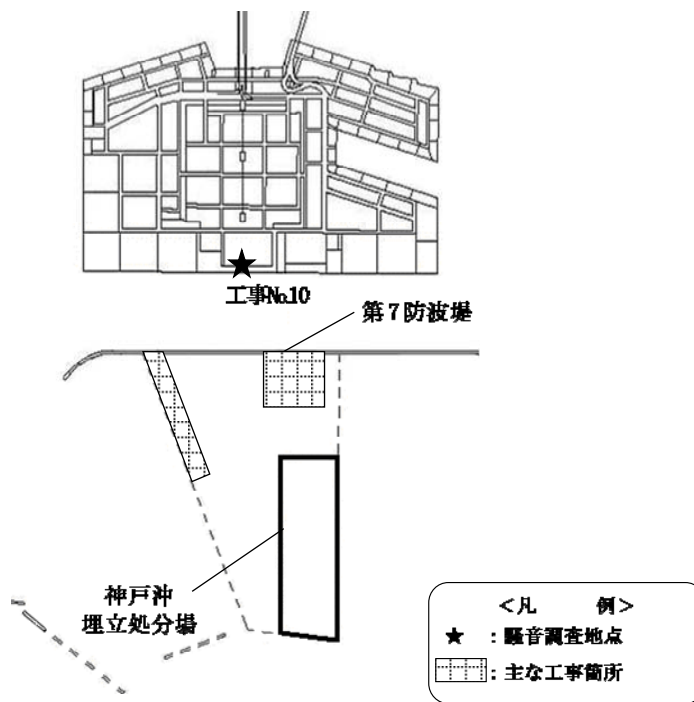 工事No.10
第7防波堤
神戸沖
埋立処分場
<凡 例>
★ : 騒音調査地点
: 主な工事箇所